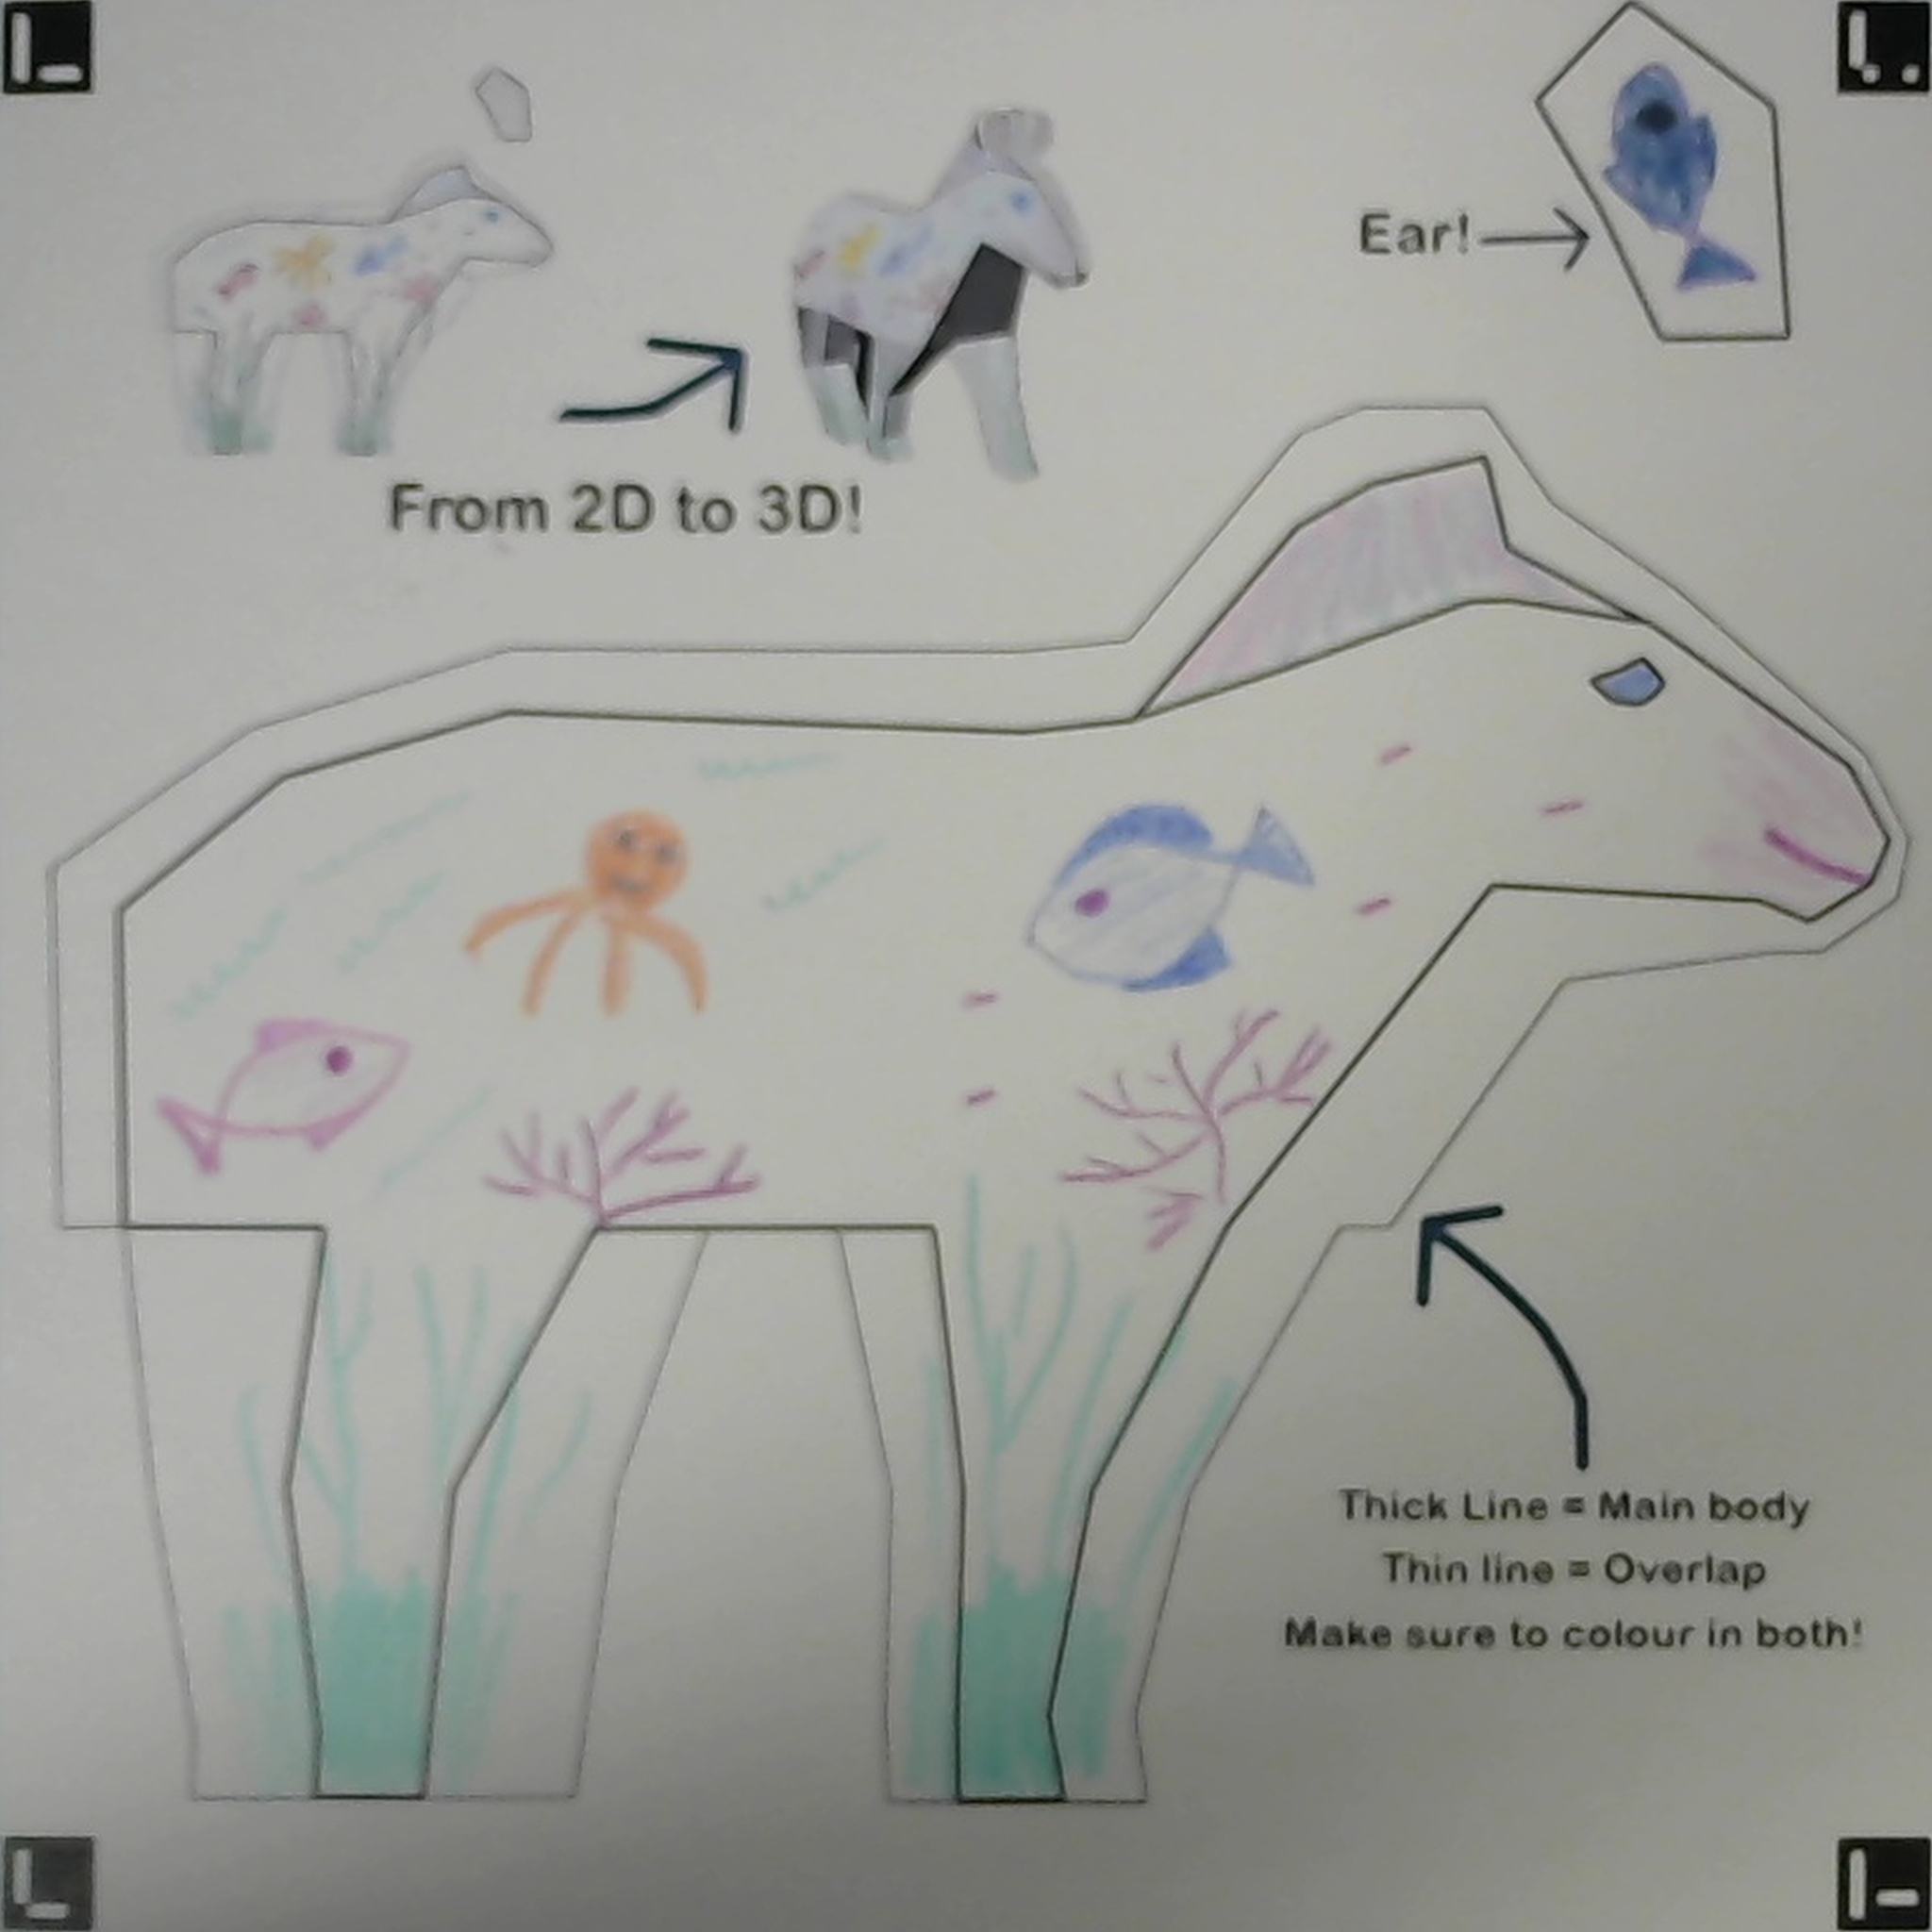 Ear!
From 2D to 3D!
Thick Line = Main body
Thin line = Overlap
Make sure to colour in both!